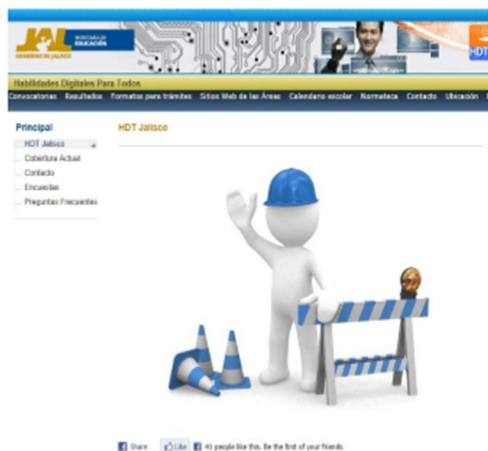 JAL
GOBIERNO DE JALISCO
SECRETARÍA DE
EDUCACIÓN
HDT
Habilidades Digitales Para Todos
Convocatorias Resultados Formatos para trámites Sitios Web de las Áreas Calendario escolar Normateca Contacto Ubicación
Principal
HDT Jalisco
Cobertura Actual
Contacto
Encuestas
Preguntas Frecuentes
HDT Jalisco
Share Like 41 people like this. Be the first of your friends.